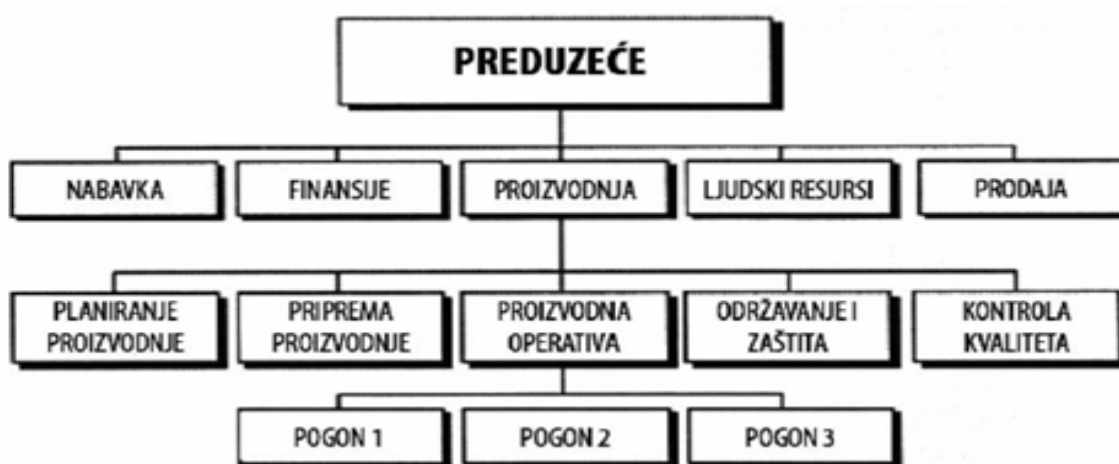 PREDUZEĆE
NABAVKA
FINANSIJE
PROIZVODNJA
LJUDSKI RESURSI
PRODAJA
PLANIRANJE
PROIZVODNJE
PRIPREMA
PROIZVODNJE
PROIZVODNA
OPERATIVA
ODRŽAVANJE I
ZAŠTITA
KONTROLA
KVALITETA
POGON 1
POGON 2
POGON 3